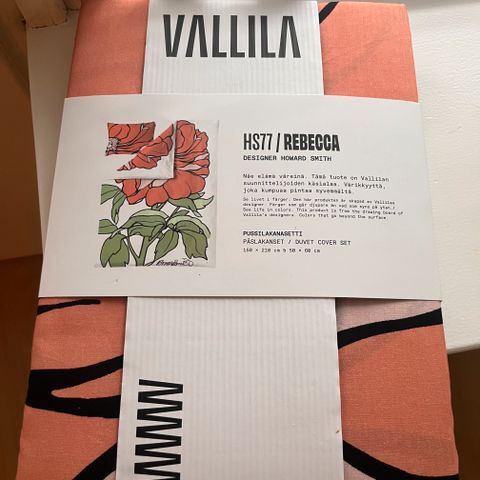 VALLILA
HS77 / REBECCA
DESIGNER HOWARD SMITH
Näe elämä väreinä. Tämä tuote on Vallilan
suunnittelijoiden käsialaa. Värikkyyttä,
joka kumpuaa pintaa syvemmältä.
Se livet i färger. Den här produkten är skapad av Vallilas
designer. Färger som går djupare än vad som syns på ytan. /
See life in colors. This product is from the drawing board of
Vallila's designers. Colors that go beyond the surface.
PUSSILAKANASETTI
PÅSLAKANSET / DUVET COVER SET
150 × 210 cm & 50 × 60 cm